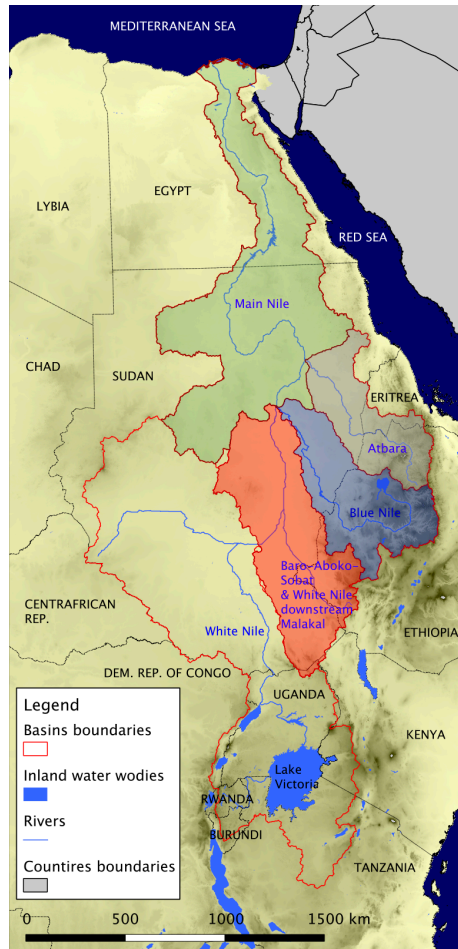 MEDITERRANEAN SEA
LYBIA
EGYPT
RED SEA
Main Nile
CHAD
SUDAN
ERITREA
Atbara
Blue Nile
Baro-Aboko-
Sobat
& White Nile
downstream
Malakal
CENTRAFRICAN
REP.
White Nile
ETHIOPIA
DEM. REP. OF CONGO
UGANDA
KENYA
Lake
Victoria
RWANDA
BURUNDI
TANZANIA
Legend
Basins boundaries
Inland water wodies
Rivers
Countires boundaries
0 500 1000 1500 km